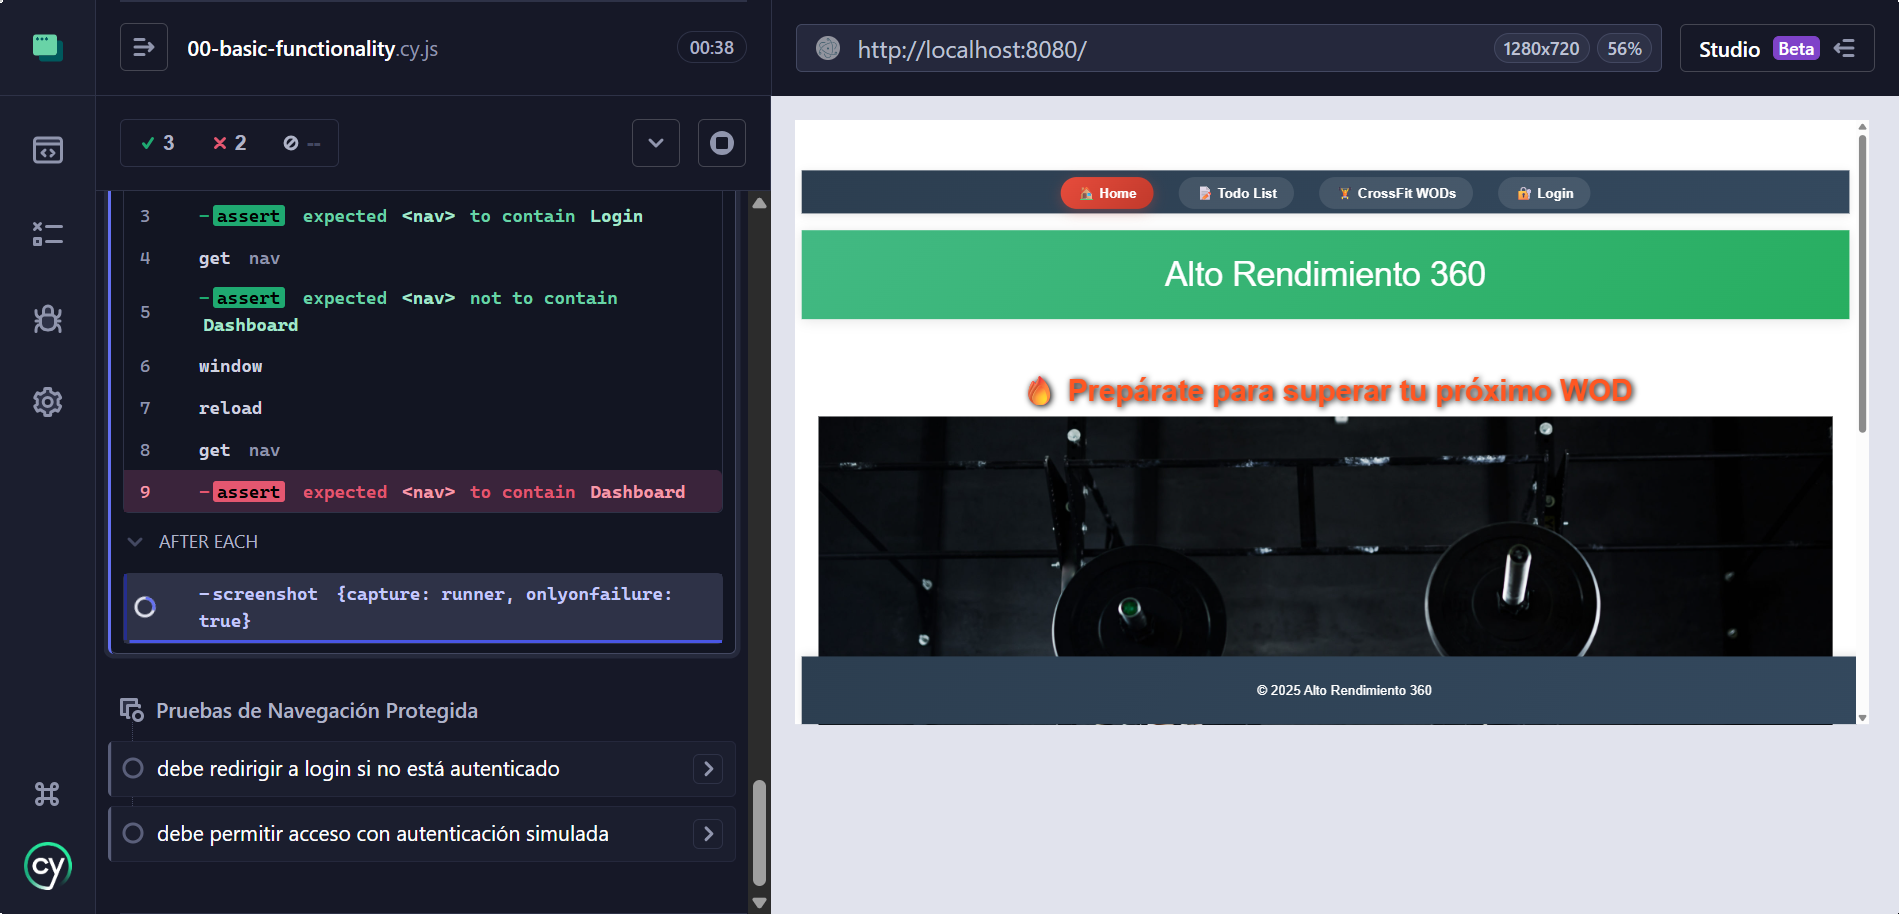 00-basic-functionality.cy.js
00:38
3
2
--
3 -assert expected <nav> to contain Login
4 get nav
5 -assert expected <nav> not to contain
Dashboard
6 window
7 reload
8 get nav
9 -assert expected <nav> to contain Dashboard
AFTER EACH
-screenshot {capture: runner, onlyonfailure:
true}
Pruebas de Navegación Protegida
debe redirigir a login si no está autenticado
debe permitir acceso con autenticación simulada
cy
http://localhost:8080/
1280x720
56%
Studio Beta
Home
Todo List
CrossFit WODs
Login
Alto Rendimiento 360
Prepárate para superar tu próximo WOD
© 2025 Alto Rendimiento 360